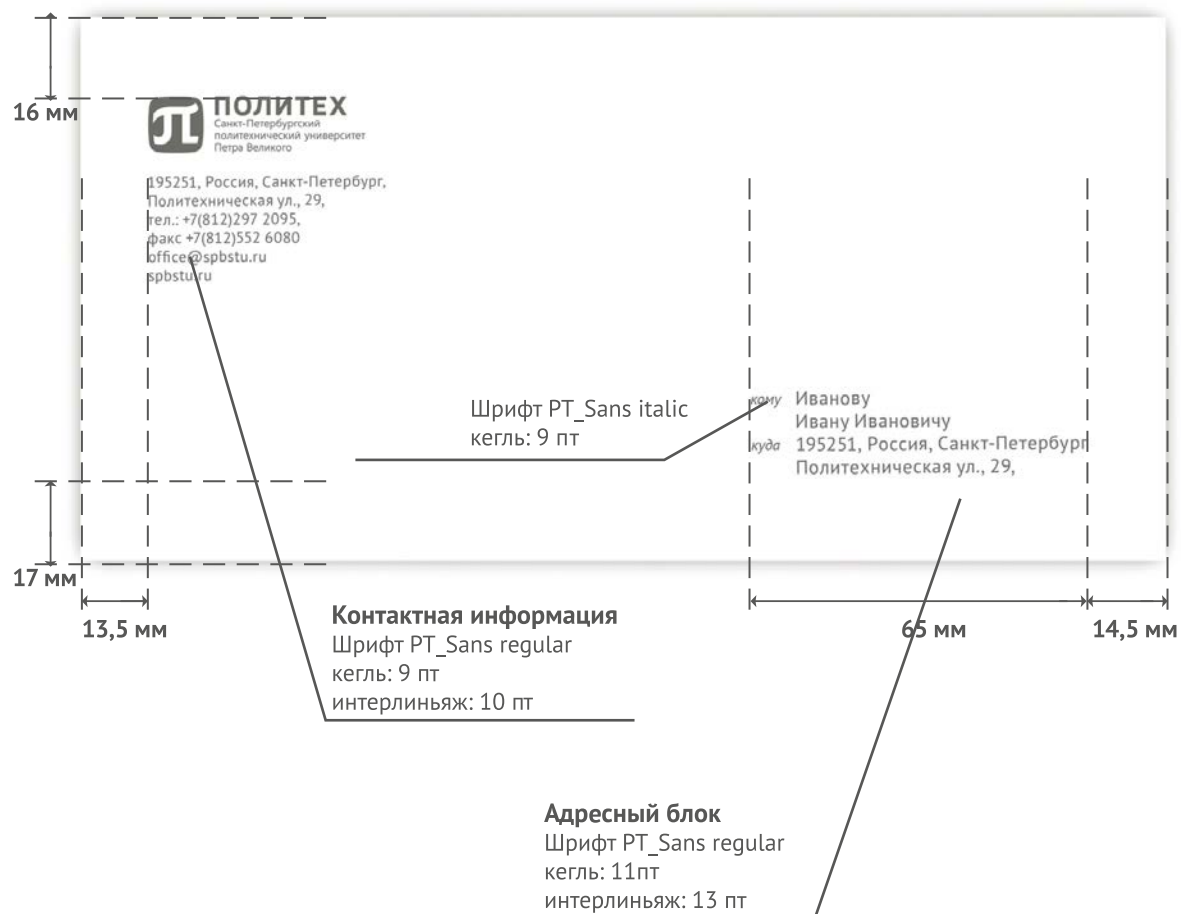 16 мм
ПОЛИТЕХ
Санкт-Петербургский
политехнический университет
Петра Великого
195251, Россия, Санкт-Петербург,
Политехническая ул., 29,
тел.: +7(812)297 2095,
факс +7(812)552 6080
office@spbstu.ru
spbstu.ru
Шрифт PT_Sans italic
кегль: 9 пт
кому Иванову
Ивану Ивановичу
куда 195251, Россия, Санкт-Петербург
Политехническая ул., 29,
17 мм
13,5 мм
65 мм
14,5 мм
Контактная информация
Шрифт PT_Sans regular
кегль: 9 пт
интерлиньяж: 10 пт
Адресный блок
Шрифт PT_Sans regular
кегль: 11пт
интерлиньяж: 13 пт